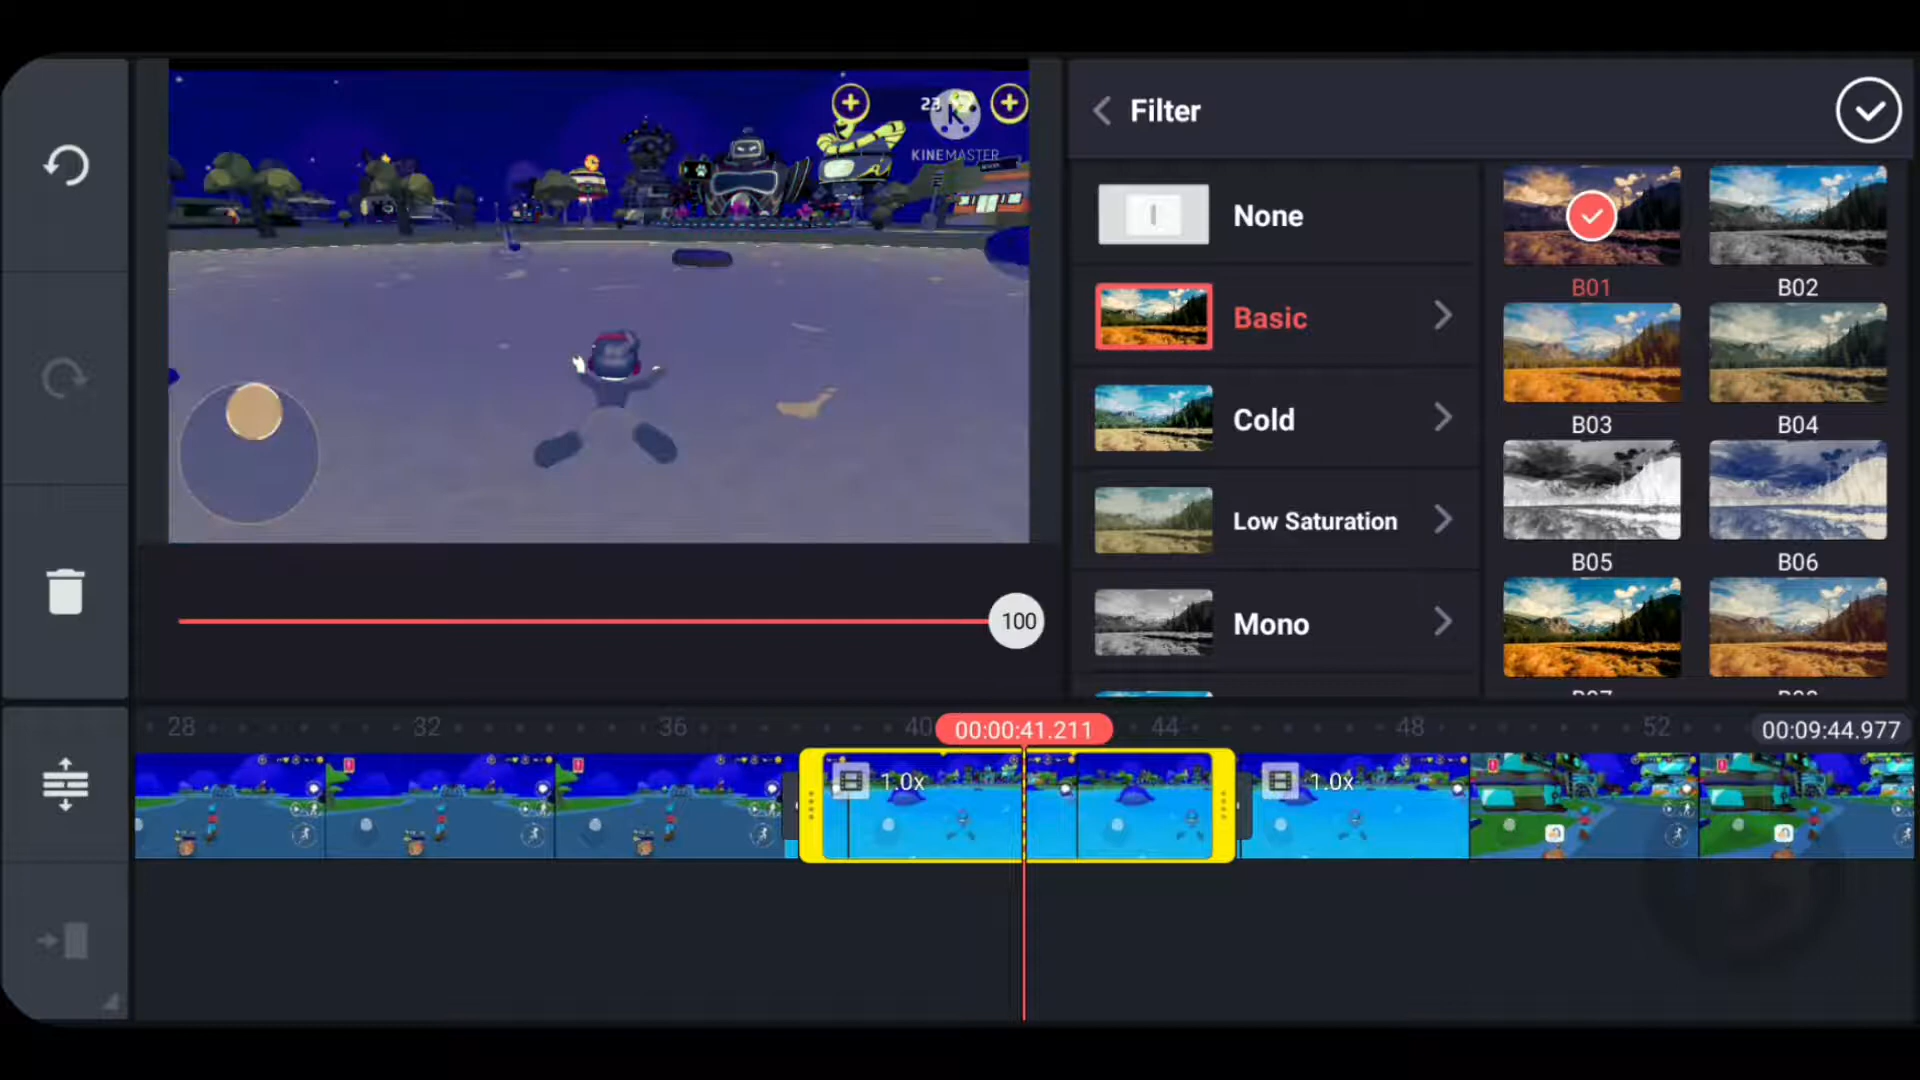 23
KINEMASTER
Filter
None
Basic
Cold
Low Saturation
Mono
B01
B02
B03
B04
B05
B06
100
28
32
36
40
00:00:41.211
44
48
52
00:09:44.977
1.0x
1.0x